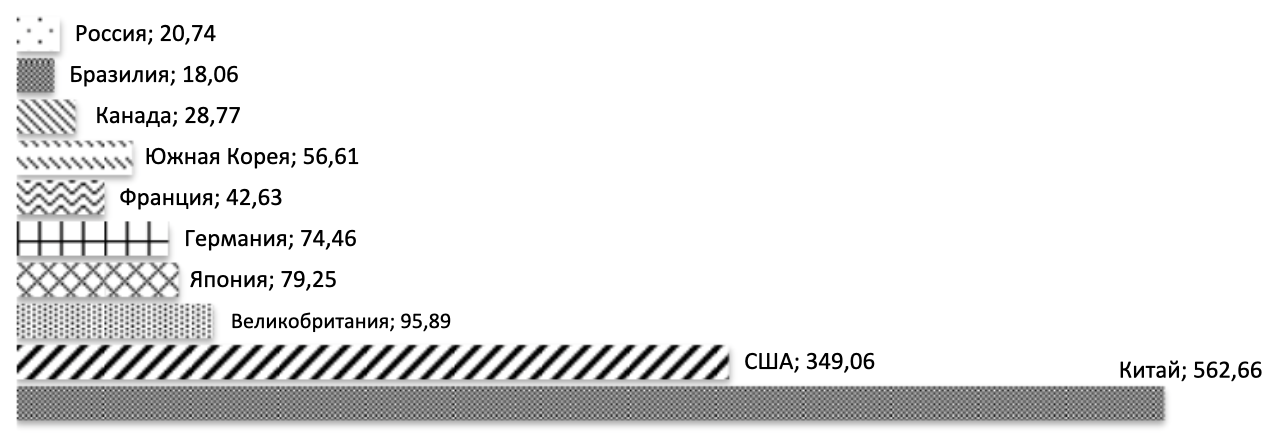 Россия; 20,74
Бразилия; 18,06
Канада; 28,77
Южная Корея; 56,61
Франция; 42,63
Германия; 74,46
Япония; 79,25
Великобритания; 95,89
США; 349,06
Китай; 562,66